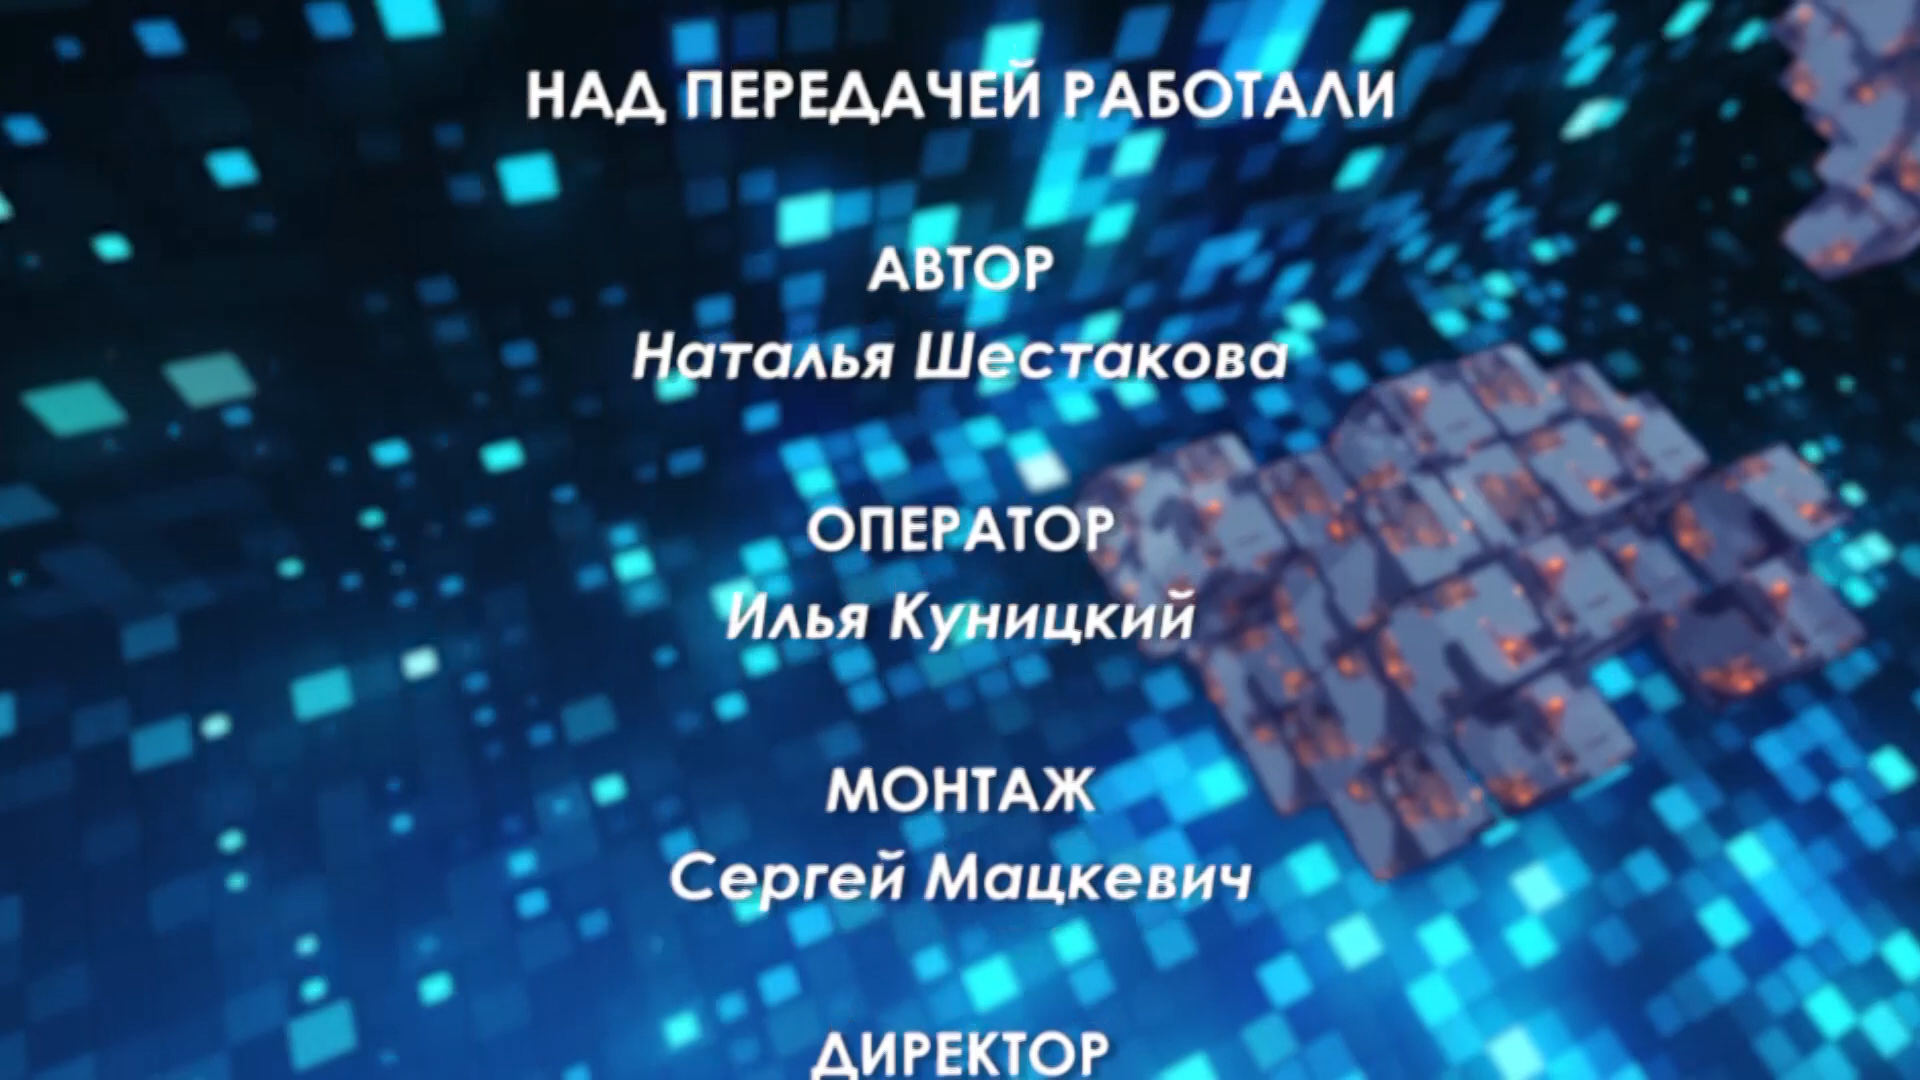 НАД ПЕРЕДАЧЕЙ РАБОТАЛИ
АВТОР
Наталья Шестакова
ОПЕРАТОР
Илья Куницкий
МОНТАЖ
Сергей Мацкевич
ДИРЕКТОР